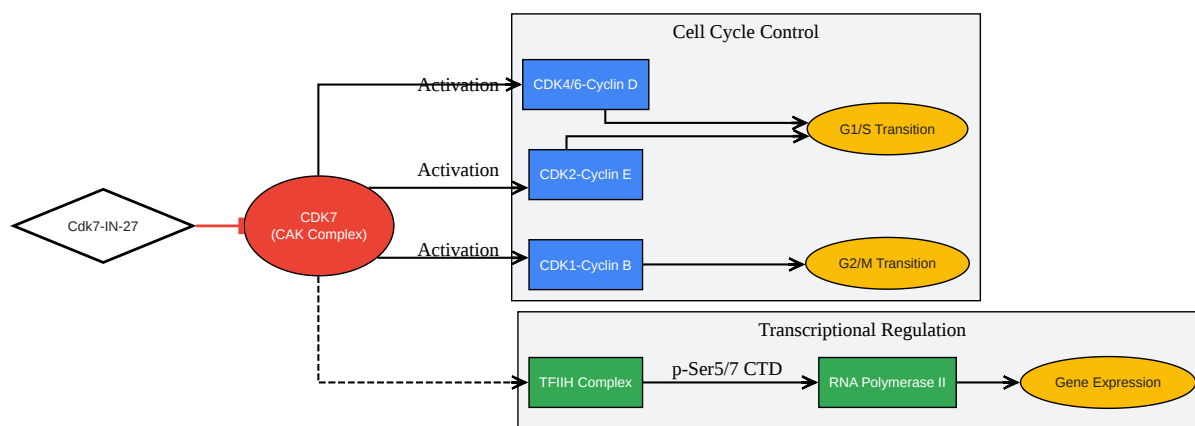 Cell Cycle Control
Activation
CDK4/6-Cyclin D
G1/S Transition
Activation
CDK2-Cyclin E
Cdk7-IN-27
CDK7
(CAK Complex)
Activation
CDK1-Cyclin B
G2/M Transition
Transcriptional Regulation
TFIIH Complex
p-Ser5/7 CTD
RNA Polymerase II
Gene Expression